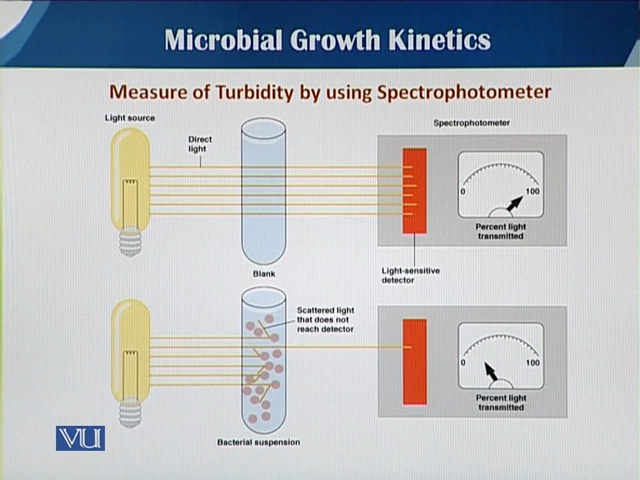 Microbial Growth Kinetics
Measure of Turbidity by using Spectrophotometer
Light source
Direct
light
Spectrophotometer
0
100
Percent light
transmitted
Blank
Light-sensitive
detector
Scattered light
that does not
reach detector
0
100
Percent light
transmitted
Bacterial suspension
VU